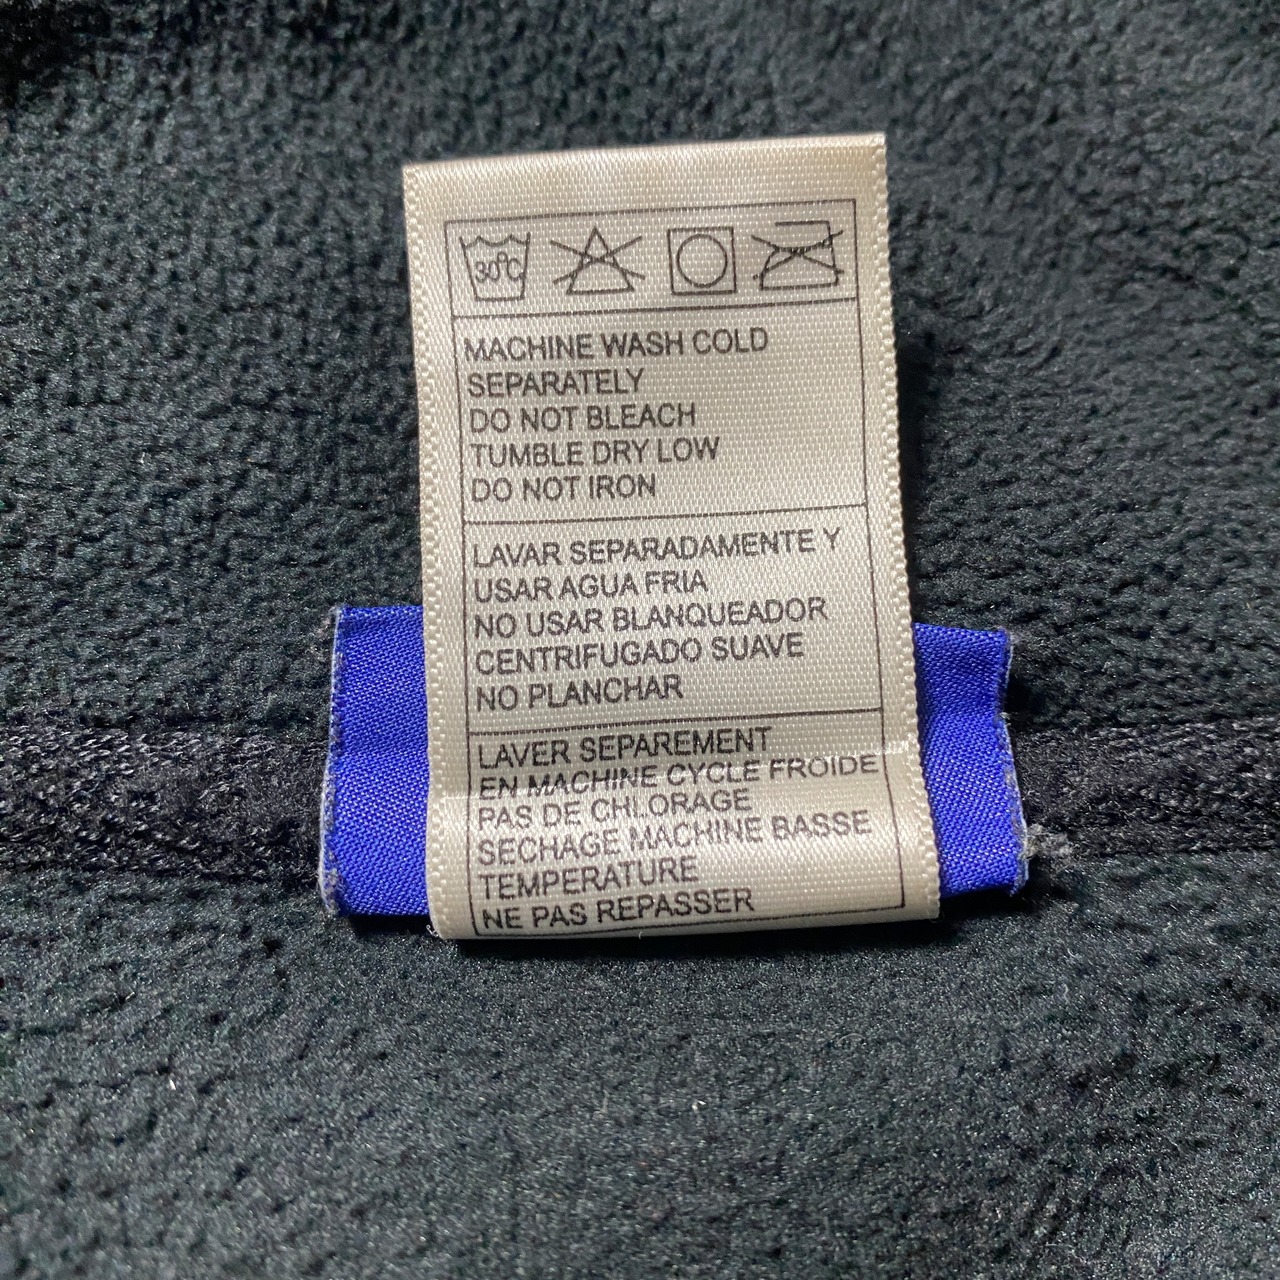 30°C
MACHINE WASH COLD
SEPARATELY
DO NOT BLEACH
TUMBLE DRY LOW
DO NOT IRON
LAVAR SEPARADAMENTE Y
USAR AGUA FRIA
NO USAR BLANQUEADOR
CENTRIFUGADO SUAVE
NO PLANCHAR
LAVER SEPAREMENT
EN MACHINE CYCLE FROIDE
PAS DE CHLORAGE
SECHAGE MACHINE BASSE
TEMPERATURE
NE PAS REPASSER